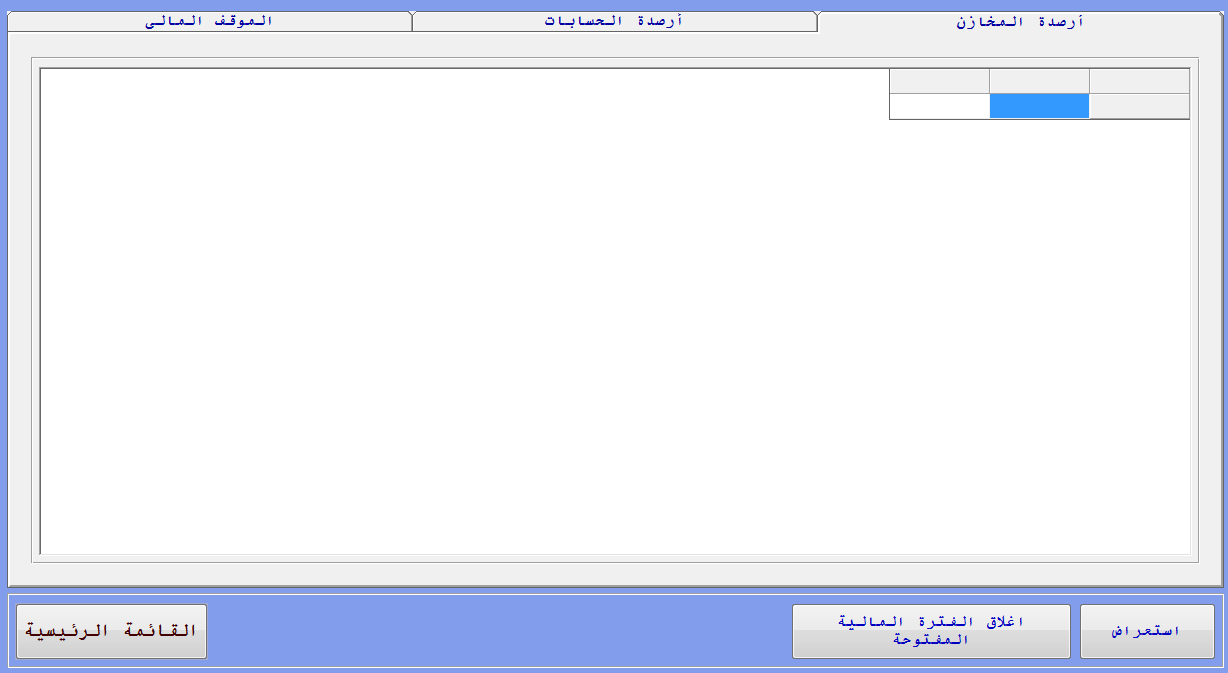 أرصدة المخازن
أرصدة الحسابات
الموقف المالى
استعراض
اغلاق الفترة المالية
المفتوحة
القائمة الرئيسية